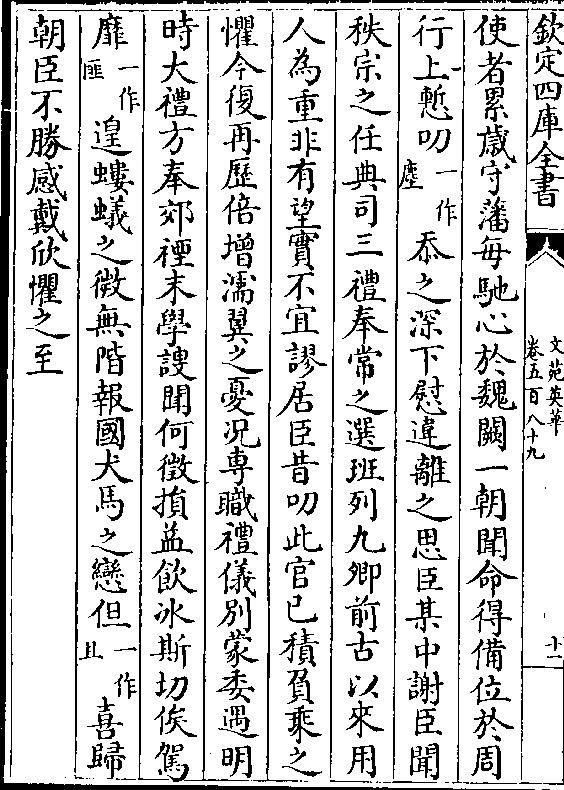 欽定四庫全書
文苑英華
卷五百八十九
十一
使者累歲守藩每馳心於魏闕一朝聞命得備位於周
行上慙叨一作塵忝之深下慰違離之思臣某中謝臣聞
秩宗之任典司三禮奉常之選班列九卿前古以來用
人為重非有望實不宜謬居臣昔叨此官已積負乗之
懼今復再歷倍增濡翼之憂況専職禮儀別蒙委遇明
時大禮方奉郊禋末學謏聞何徵損益飲冰斯切俟駕
靡一作匪遑螻蟻之微無階報國犬馬之戀但一作且喜歸
朝臣不勝感戴欣懼之至